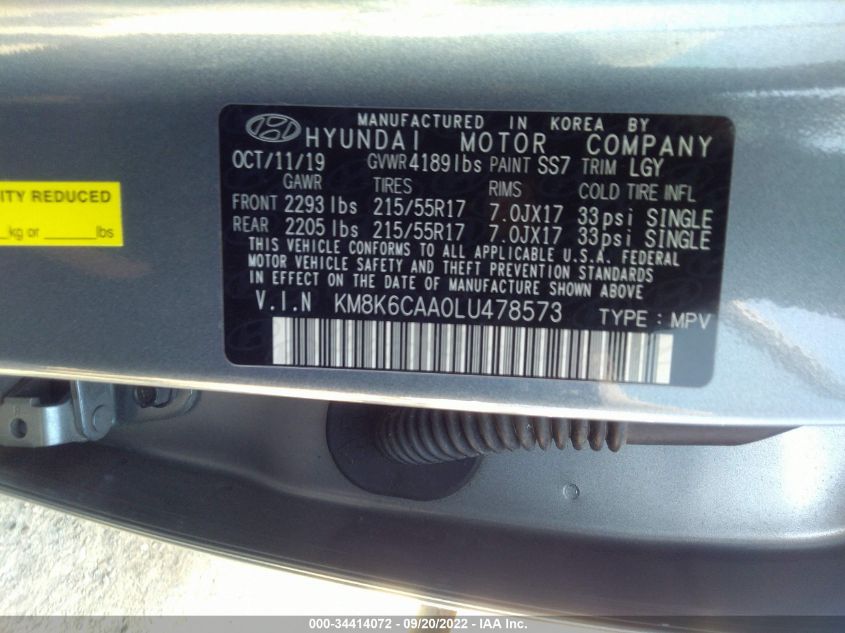 MANUFACTURED IN KOREA BY
HYUNDAI MOTOR COMPANY
OCT/11/19 GVWR 4189 lbs PAINT SS7 TRIM LGY
GAWR TIRES RIMS COLD TIRE INFL
FRONT 2293 lbs 215/55R17 7.0JX17 33 psi SINGLE
REAR 2205 lbs 215/55R17 7.0JX17 33 psi SINGLE
THIS VEHICLE CONFORMS TO ALL APPLICABLE U.S.A. FEDERAL
MOTOR VEHICLE SAFETY AND THEFT PREVENTION STANDARDS
IN EFFECT ON THE DATE OF MANUFACTURE SHOWN ABOVE.
V.I.N KM8K6CAA0LU478573 TYPE : MPV
REDUCED
kg or lbs
000-34414072 - 09/20/2022 - IAA Inc.